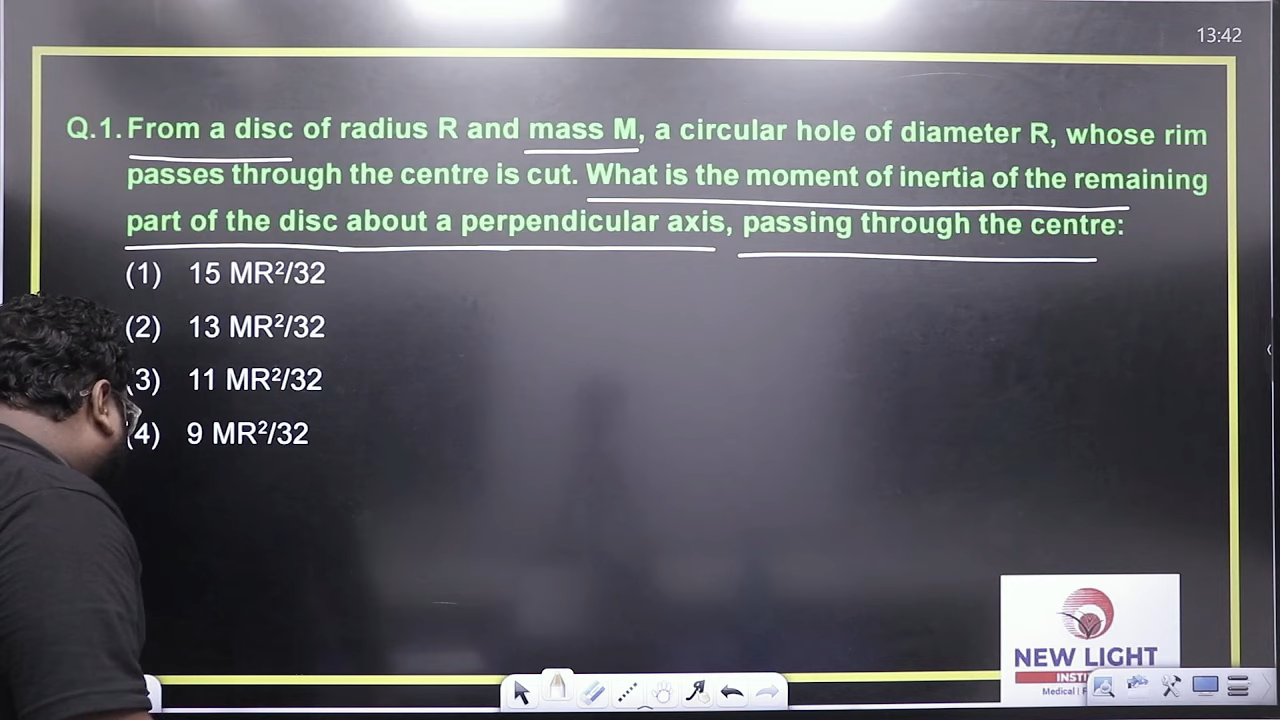 13:42
Q.1. From a disc of radius R and mass M, a circular hole of diameter R, whose rim
passes through the centre is cut. What is the moment of inertia of the remaining
part of the disc about a perpendicular axis, passing through the centre:
(1) 15 MR²/32
(2) 13 MR²/32
3) 11 MR²/32
(4) 9 MR²/32
NEW LIGHT
INSTI
Medical |